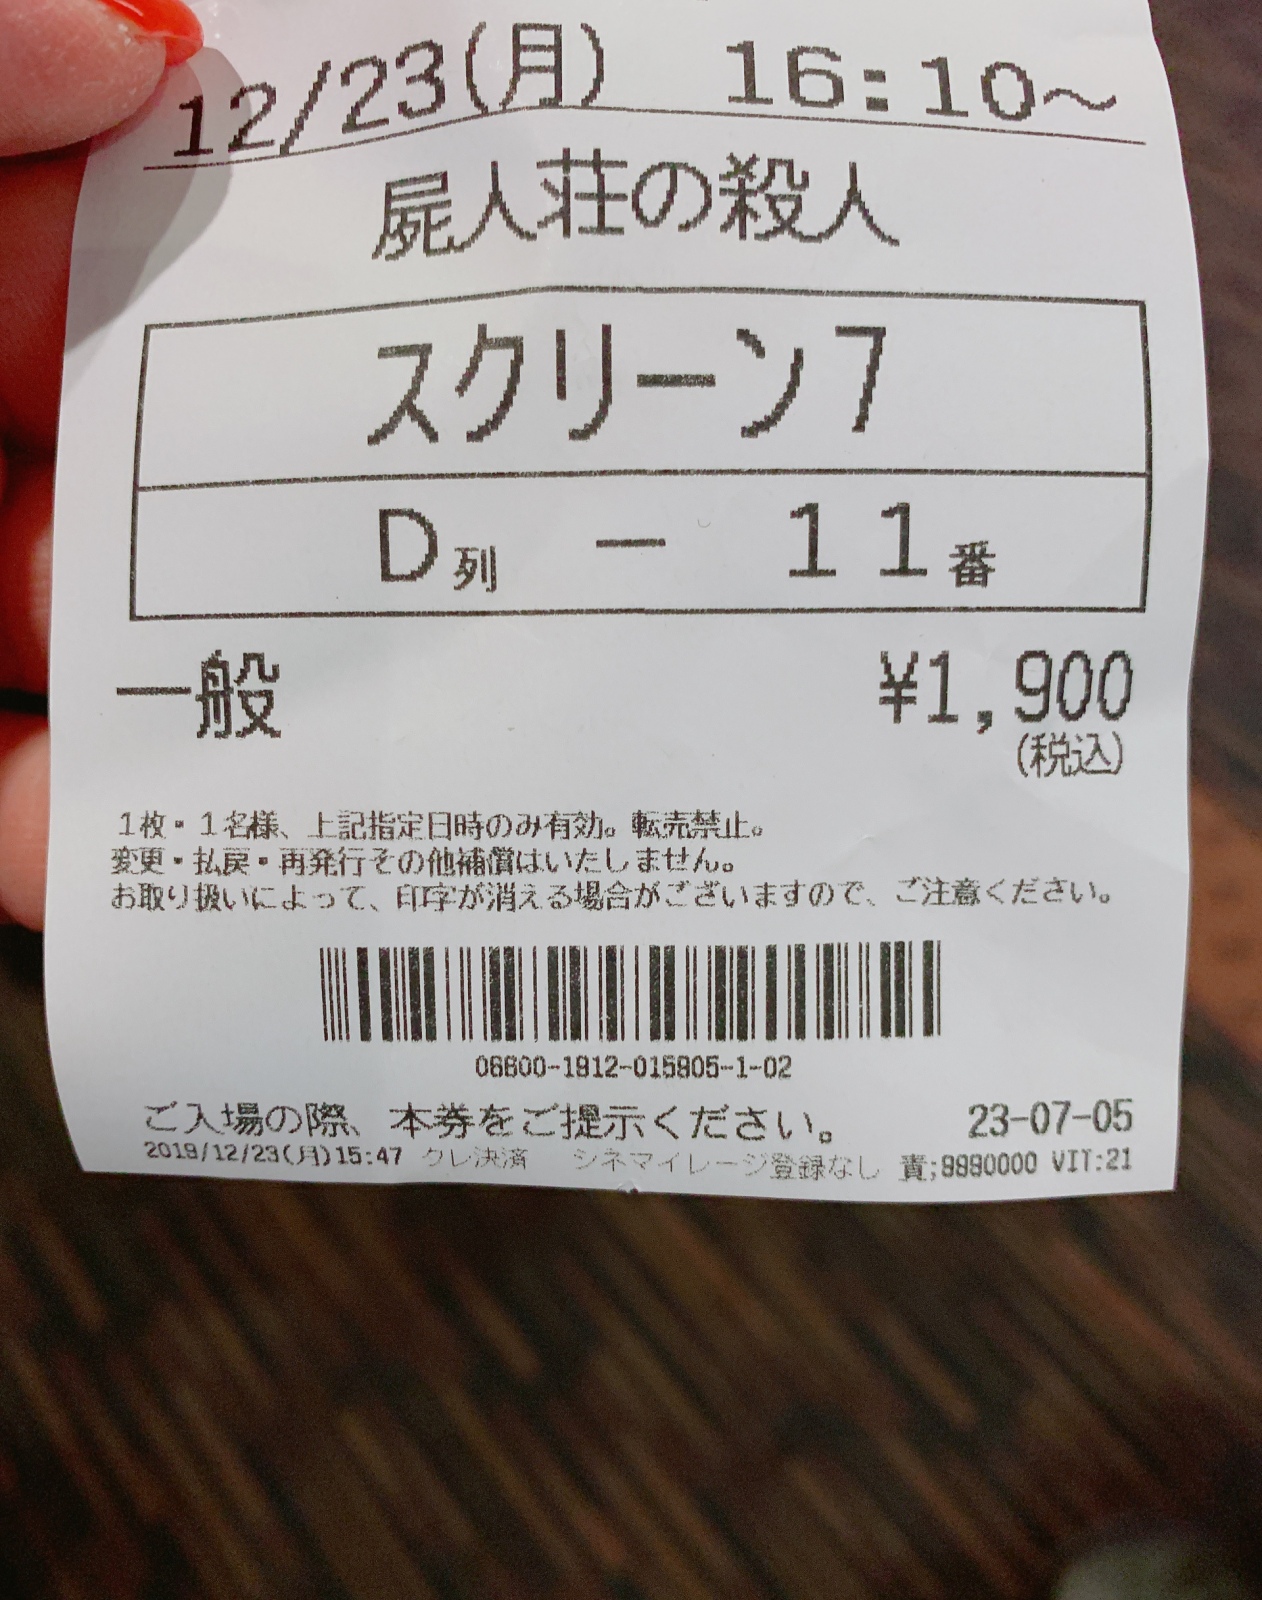 12/23(月) 16:10～
屍人荘の殺人
スクリーン7
D列 － 11番
一般 ¥1,900
(税込)
1枚・1名様、上記指定日時のみ有効。転売禁止。
変更・払戻・再発行その他補償はいたしません。
お取り扱いによって、印字が消える場合がございますので、ご注意ください。
06600-1912-015905-1-02
ご入場の際、本券をご提示ください。 23-07-05
2019/12/23(月)15:47 クレ決済 シネマイレージ登録なし 責;9990000 VIT:21